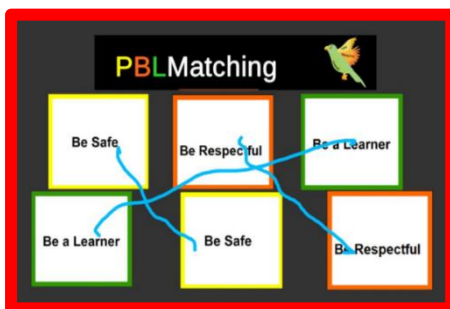 PBLMatching
Be Safe
Be Respectful
Be a Learner
Be a Learner
Be Safe
Be Respectful